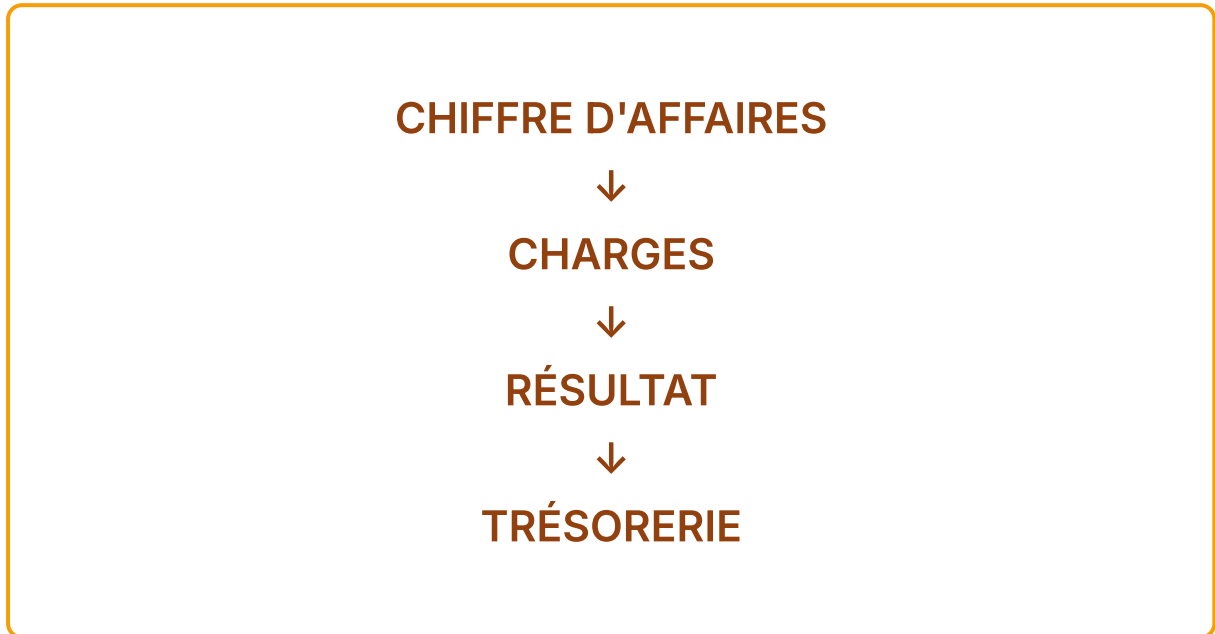 CHIFFRE D'AFFAIRES
↓
CHARGES
↓
RÉSULTAT
↓
TRÉSORERIE